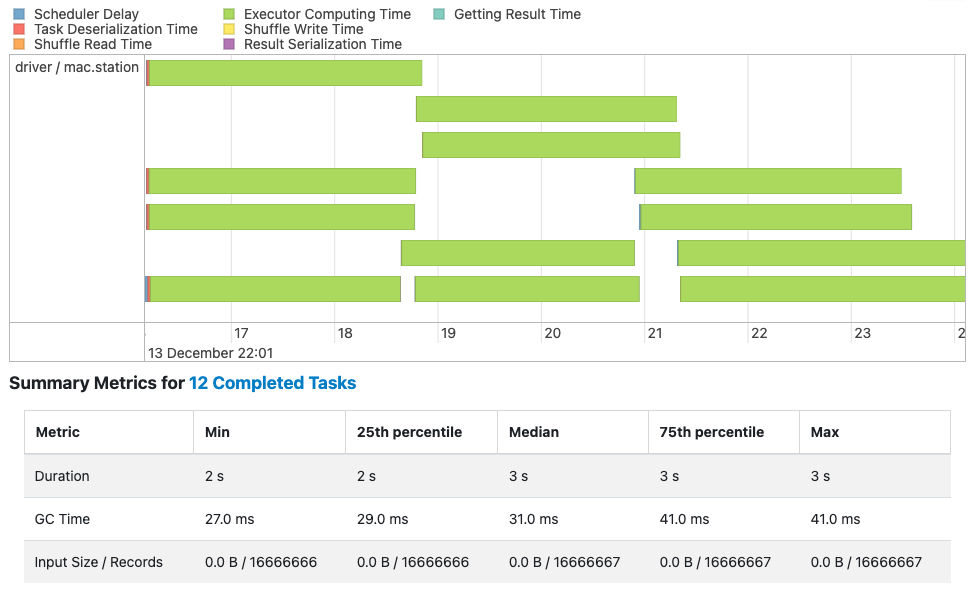 Scheduler Delay Executor Computing Time Getting Result Time
Task Deserialization Time Shuffle Write Time
Shuffle Read Time Result Serialization Time
driver / mac.station
17 18 19 20 21 22 23 2
13 December 22:01
Summary Metrics for 12 Completed Tasks
Metric Min 25th percentile Median 75th percentile Max
Duration 2 s 2 s 3 s 3 s 3 s
GC Time 27.0 ms 29.0 ms 31.0 ms 41.0 ms 41.0 ms
Input Size / Records 0.0 B / 16666666 0.0 B / 16666666 0.0 B / 16666667 0.0 B / 16666667 0.0 B / 16666667